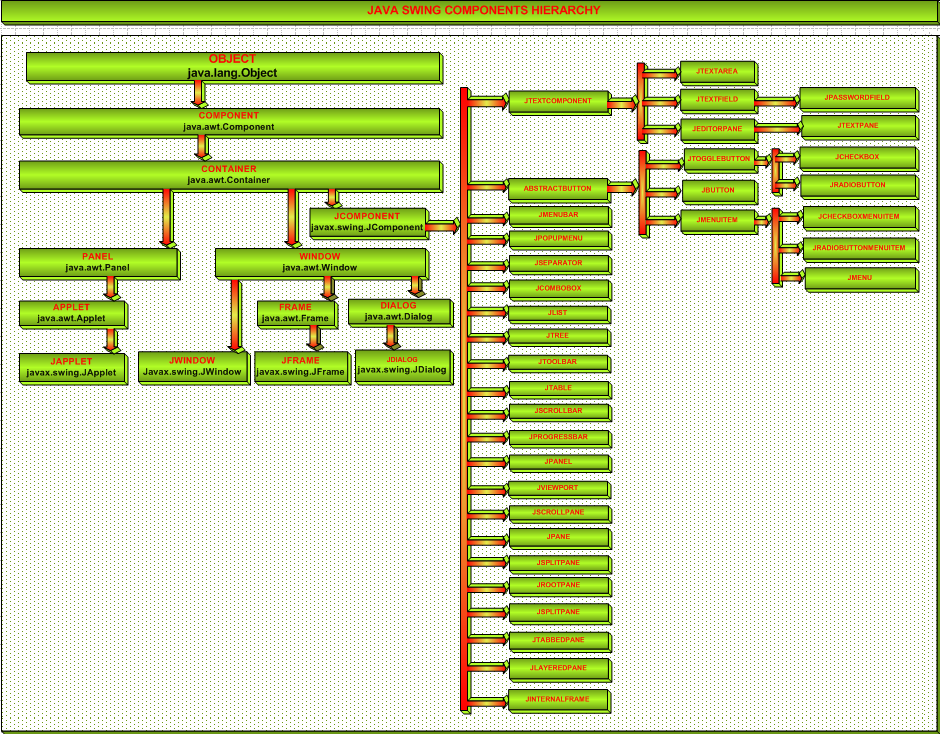 JAVA SWING COMPONENTS HIERARCHY
OBJECT
java.lang.Object
COMPONENT
java.awt.Component
CONTAINER
java.awt.Container
JCOMPONENT
javax.swing.JComponent
PANEL
java.awt.Panel
WINDOW
java.awt.Window
APPLET
java.awt.Applet
FRAME
java.awt.Frame
DIALOG
java.awt.Dialog
JAPPLET
javax.swing.JApplet
JWINDOW
Javax.swing.JWindow
JFRAME
javax.swing.JFrame
JDIALOG
javax.swing.JDialog
JTEXTCOMPONENT
ABSTRACTBUTTON
JMENUBAR
JPOPUPMENU
JSEPARATOR
JCOMBOBOX
JLIST
JTREE
JTOOLBAR
JTABLE
JSCROLLBAR
JPROGRESSBAR
JPANEL
JVIEWPORT
JSCROLLPANE
JPANE
JSPLITPANE
JROOTPANE
JSPLITPANE
JTABBEDPANE
JLAYEREDPANE
JINTERNALFRAME
JTEXTAREA
JTEXTFIELD
JPASSWORDFIELD
JEDITORPANE
JTEXTPANE
JTOGGLEBUTTON
JCHECKBOX
JRADIOBUTTON
JBUTTON
JMENUITEM
JCHECKBOXMENUITEM
JRADIOBUTTONMENUITEM
JMENU